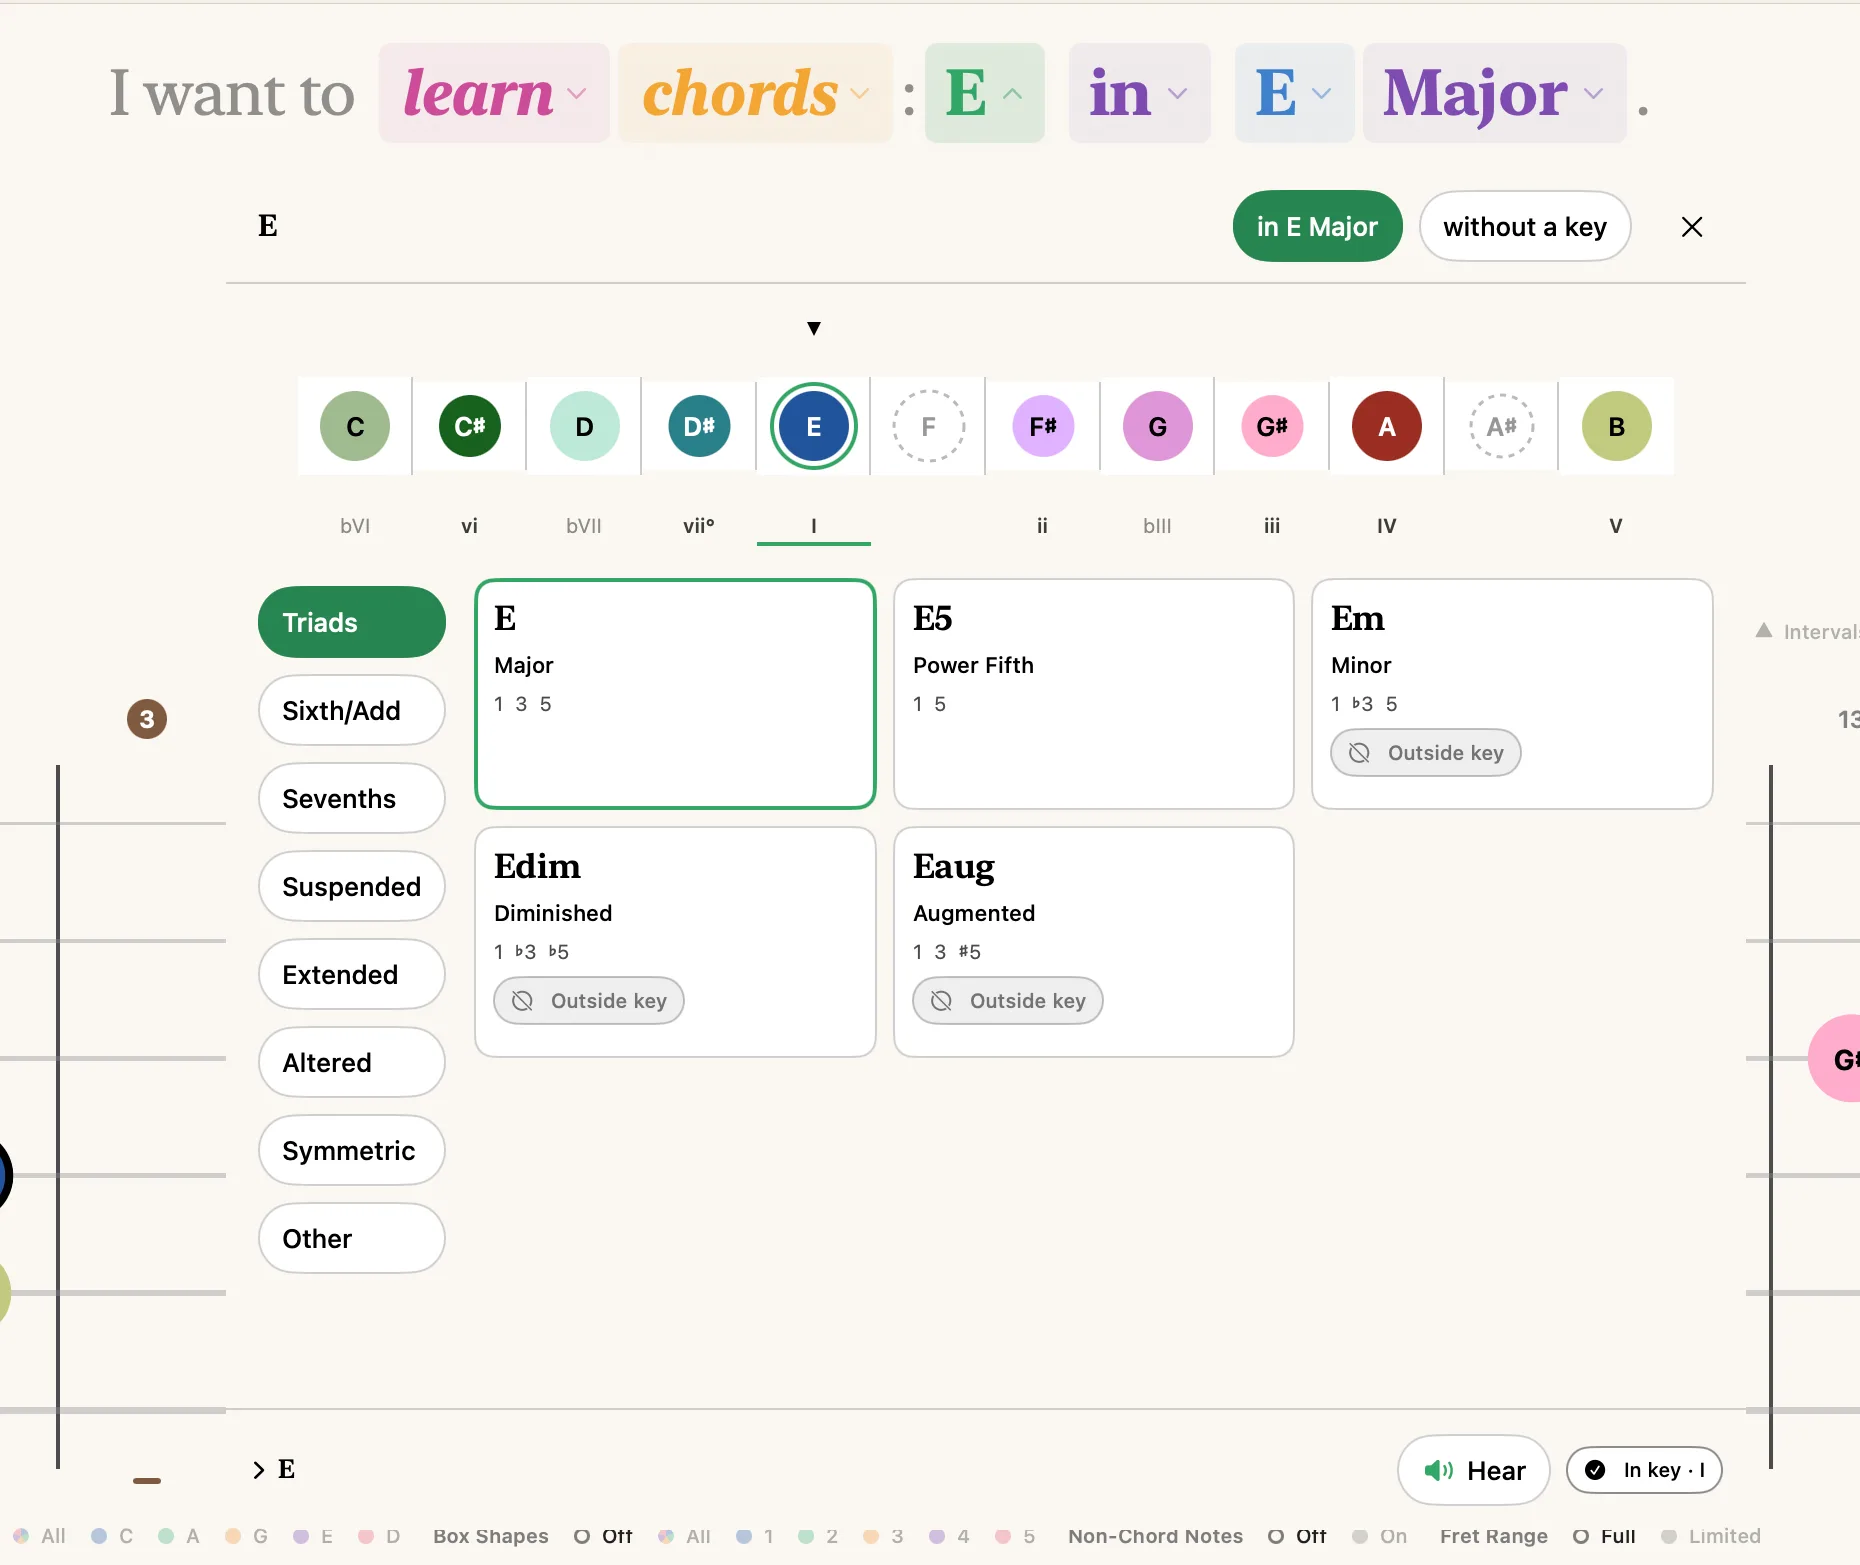 I want to learn chords : E in E Major .
E in E Major without a key
C C# D D# E F F# G G# A A# B
bVI vi bVII vii° I ii bIII iii IV V
Triads
Sixth/Add
Sevenths
Suspended
Extended
Altered
Symmetric
Other
E
Major
1 3 5
E5
Power Fifth
1 5
Em
Minor
1 ♭3 5
Outside key
Edim
Diminished
1 ♭3 ♭5
Outside key
Eaug
Augmented
1 3 #5
Outside key
3
▲ Intervals
13
G#
E Hear In key · I
All C A G E D Box Shapes Off All 1 2 3 4 5 Non-Chord Notes Off On Fret Range Full Limited